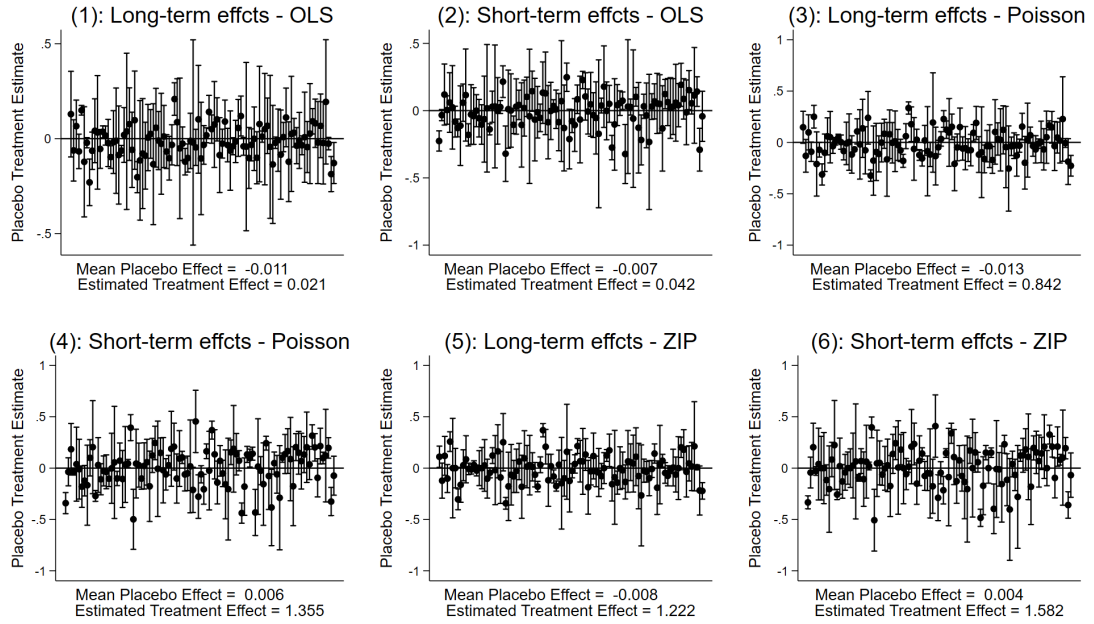 (1): Long-term effcts - OLS
Placebo Treatment Estimate
.5
0
-.5
Mean Placebo Effect = -0.011
Estimated Treatment Effect = 0.021
(2): Short-term effcts - OLS
Placebo Treatment Estimate
.5
0
-.5
-1
Mean Placebo Effect = -0.007
Estimated Treatment Effect = 0.042
(3): Long-term effcts - Poisson
Placebo Treatment Estimate
1
.5
0
-.5
-1
Mean Placebo Effect = -0.013
Estimated Treatment Effect = 0.842
(4): Short-term effcts - Poisson
Placebo Treatment Estimate
1
.5
0
-.5
-1
Mean Placebo Effect = 0.006
Estimated Treatment Effect = 1.355
(5): Long-term effcts - ZIP
Placebo Treatment Estimate
1
.5
0
-.5
-1
Mean Placebo Effect = -0.008
Estimated Treatment Effect = 1.222
(6): Short-term effcts - ZIP
Placebo Treatment Estimate
1
.5
0
-.5
-1
Mean Placebo Effect = 0.004
Estimated Treatment Effect = 1.582